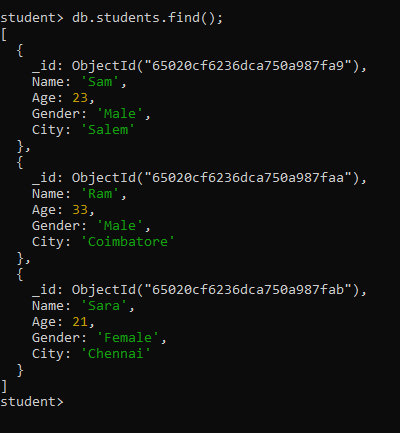 student> db.students.find();
[
  {
    _id: ObjectId("65020cf6236dca750a987fa9"),
    Name: 'Sam',
    Age: 23,
    Gender: 'Male',
    City: 'Salem'
  },
  {
    _id: ObjectId("65020cf6236dca750a987faa"),
    Name: 'Ram',
    Age: 33,
    Gender: 'Male',
    City: 'Coimbatore'
  },
  {
    _id: ObjectId("65020cf6236dca750a987fab"),
    Name: 'Sara',
    Age: 21,
    Gender: 'Female',
    City: 'Chennai'
  }
]
student>